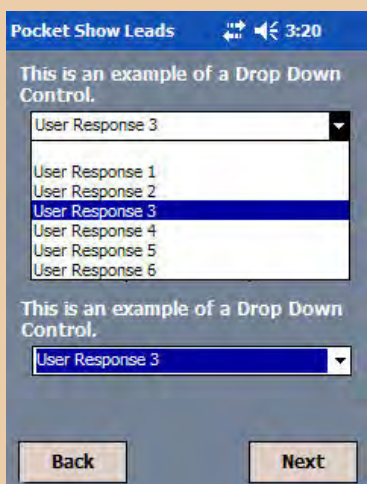 Pocket Show Leads 3:20
This is an example of a Drop Down
Control.
User Response 3
User Response 1
User Response 2
User Response 3
User Response 4
User Response 5
User Response 6
This is an example of a Drop Down
Control.
User Response 3
Back Next